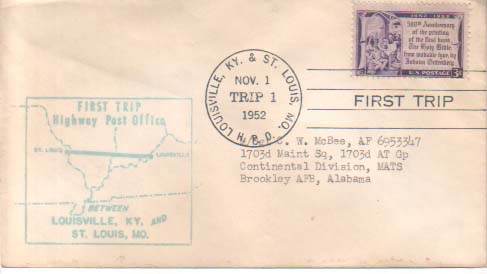 1452 1952
500th Anniversary
of the printing
of the first book,
The Holy Bible,
from movable type, by
Johann Gutenberg
U.S. POSTAGE 3¢
LOUISVILLE, KY. & ST. LOUIS, MO.
NOV. 1
TRIP 1
1952
H.P.O.
FIRST TRIP
FIRST TRIP
Highway Post Office
ST. LOUIS
LOUISVILLE
BETWEEN
LOUISVILLE, KY. AND
ST. LOUIS, MO.
C. W. McBee, AF 6953347
1703d Maint Sq, 1703d AT Gp
Continental Division, MATS
Brookley AFB, Alabama